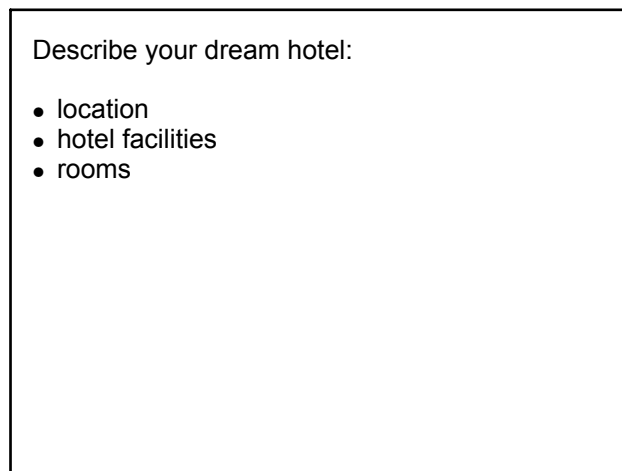 Describe your dream hotel:
● location
● hotel facilities
● rooms